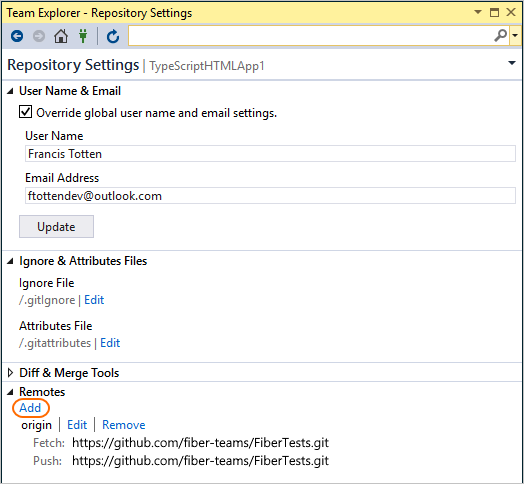 Team Explorer - Repository Settings
Repository Settings | TypeScriptHTMLApp1
User Name & Email
Override global user name and email settings.
User Name
Francis Totten
Email Address
ftottendev@outlook.com
Update
Ignore & Attributes Files
Ignore File
/.gitIgnore | Edit
Attributes File
/.gitattributes | Edit
Diff & Merge Tools
Remotes
Add
origin | Edit | Remove
Fetch: https://github.com/fiber-teams/FiberTests.git
Push: https://github.com/fiber-teams/FiberTests.git